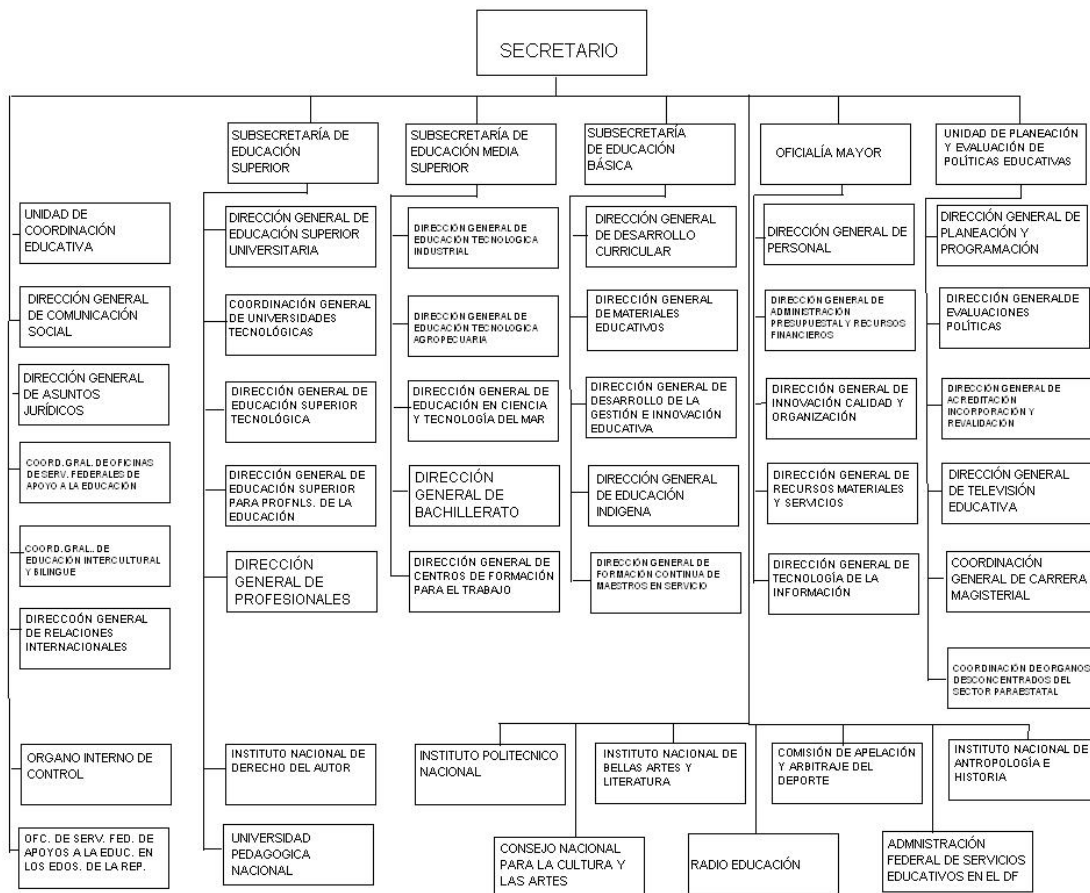 SECRETARIO
SUBSECRETARÍA DE
EDUCACIÓN
SUPERIOR
SUBSECRETARÍA DE
EDUCACIÓN MEDIA
SUPERIOR
SUBSECRETARÍA
DE EDUCACIÓN
BÁSICA
OFICIALÍA MAYOR
UNIDAD DE PLANEACIÓN
Y EVALUACIÓN DE
POLÍTICAS EDUCATIVAS
UNIDAD DE
COORDINACIÓN
EDUCATIVA
DIRECCIÓN GENERAL DE
EDUCACIÓN SUPERIOR
UNIVERSITARIA
DIRECCIÓN GENERAL DE
EDUCACIÓN TECNOLOGICA
INDUSTRIAL
DIRECCIÓN GENERAL
DE DESARROLLO
CURRICULAR
DIRECCIÓN GENERAL DE
PERSONAL
DIRECCIÓN GENERAL DE
PLANEACIÓN Y
PROGRAMACIÓN
DIRECCIÓN GENERAL
DE COMUNICACIÓN
SOCIAL
COORDINACIÓN GENERAL
DE UNIVERSIDADES
TECNOLÓGICAS
DIRECCIÓN GENERAL DE
EDUCACIÓN TECNOLOGICA
AGROPECUARIA
DIRECCIÓN GENERAL
DE MATERIALES
EDUCATIVOS
DIRECCIÓN GENERAL DE
ADMINISTRACIÓN
PRESUPUESTAL Y RECURSOS
FINANCIEROS
DIRECCIÓN GENERALDE
EVALUACIONES
POLÍTICAS
DIRECCIÓN GENERAL
DE ASUNTOS
JURÍDICOS
DIRECCIÓN GENERAL DE
EDUCACIÓN SUPERIOR
TECNOLÓGICA
DIRECCIÓN GENERAL DE
EDUCACIÓN EN CIENCIA
Y TECNOLOGÍA DEL MAR
DIRECCIÓN GENERAL DE
DESARROLLO DE LA
GESTIÓN E INNOVACIÓN
EDUCATIVA
DIRECCIÓN GENERAL DE
INNOVACIÓN CALIDAD Y
ORGANIZACIÓN
DIRECCIÓN GENERAL DE
ACREDITACIÓN
INCORPORACIÓN Y
REVALIDACIÓN
COORD. GRAL. DE OFICINAS
DE SERV. FEDERALES DE
APOYO A LA EDUCACIÓN
DIRECCIÓN GENERAL DE
EDUCACIÓN SUPERIOR
PARA PROFNLS. DE LA
EDUCACIÓN
DIRECCIÓN
GENERAL DE
BACHILLERATO
DIRECCIÓN GENERAL
DE EDUCACIÓN
INDIGENA
DIRECCIÓN GENERAL DE
RECURSOS MATERIALES
Y SERVICIOS
DIRECCIÓN GENERAL
DE TELEVISIÓN
EDUCATIVA
COORD. GRAL.. DE
EDUCACIÓN INTERCULTURAL
Y BILINGUE
DIRECCIÓN
GENERAL DE
PROFESIONALES
DIRECCIÓN GENERAL DE
CENTROS DE FORMACIÓN
PARA EL TRABAJO
DIRECCIÓN GENERAL DE
FORMACIÓN CONTINUA DE
MAESTROS EN SERVICIO
DIRECCIÓN GENERAL DE
TECNOLOGÍA DE LA
INFORMACIÓN
COORDINACIÓN
GENERAL DE CARRERA
MAGISTERIAL
DIRECCOÓN GENERAL
DE RELACIONES
INTERNACIONALES
COORDINACIÓN DE ORGANOS
DESCONCENTRADOS DEL
SECTOR PARAESTATAL
ORGANO INTERNO DE
CONTROL
INSTITUTO NACIONAL DE
DERECHO DEL AUTOR
INSTITUTO POLITECNICO
NACIONAL
INSTITUTO NACIONAL DE
BELLAS ARTES Y
LITERATURA
COMISIÓN DE APELACIÓN
Y ARBITRAJE DEL
DEPORTE
INSTITUTO NACIONAL DE
ANTROPOLOGÍA E
HISTORIA
OFC. DE SERV. FED. DE
APOYOS A LA EDUC. EN
LOS EDOS. DE LA REP.
UNIVERSIDAD
PEDAGOGICA
NACIONAL
CONSEJO NACIONAL
PARA LA CULTURA Y
LAS ARTES
RADIO EDUCACIÓN
ADMNISTRACIÓN
FEDERAL DE SERVICIOS
EDUCATIVOS EN EL DF